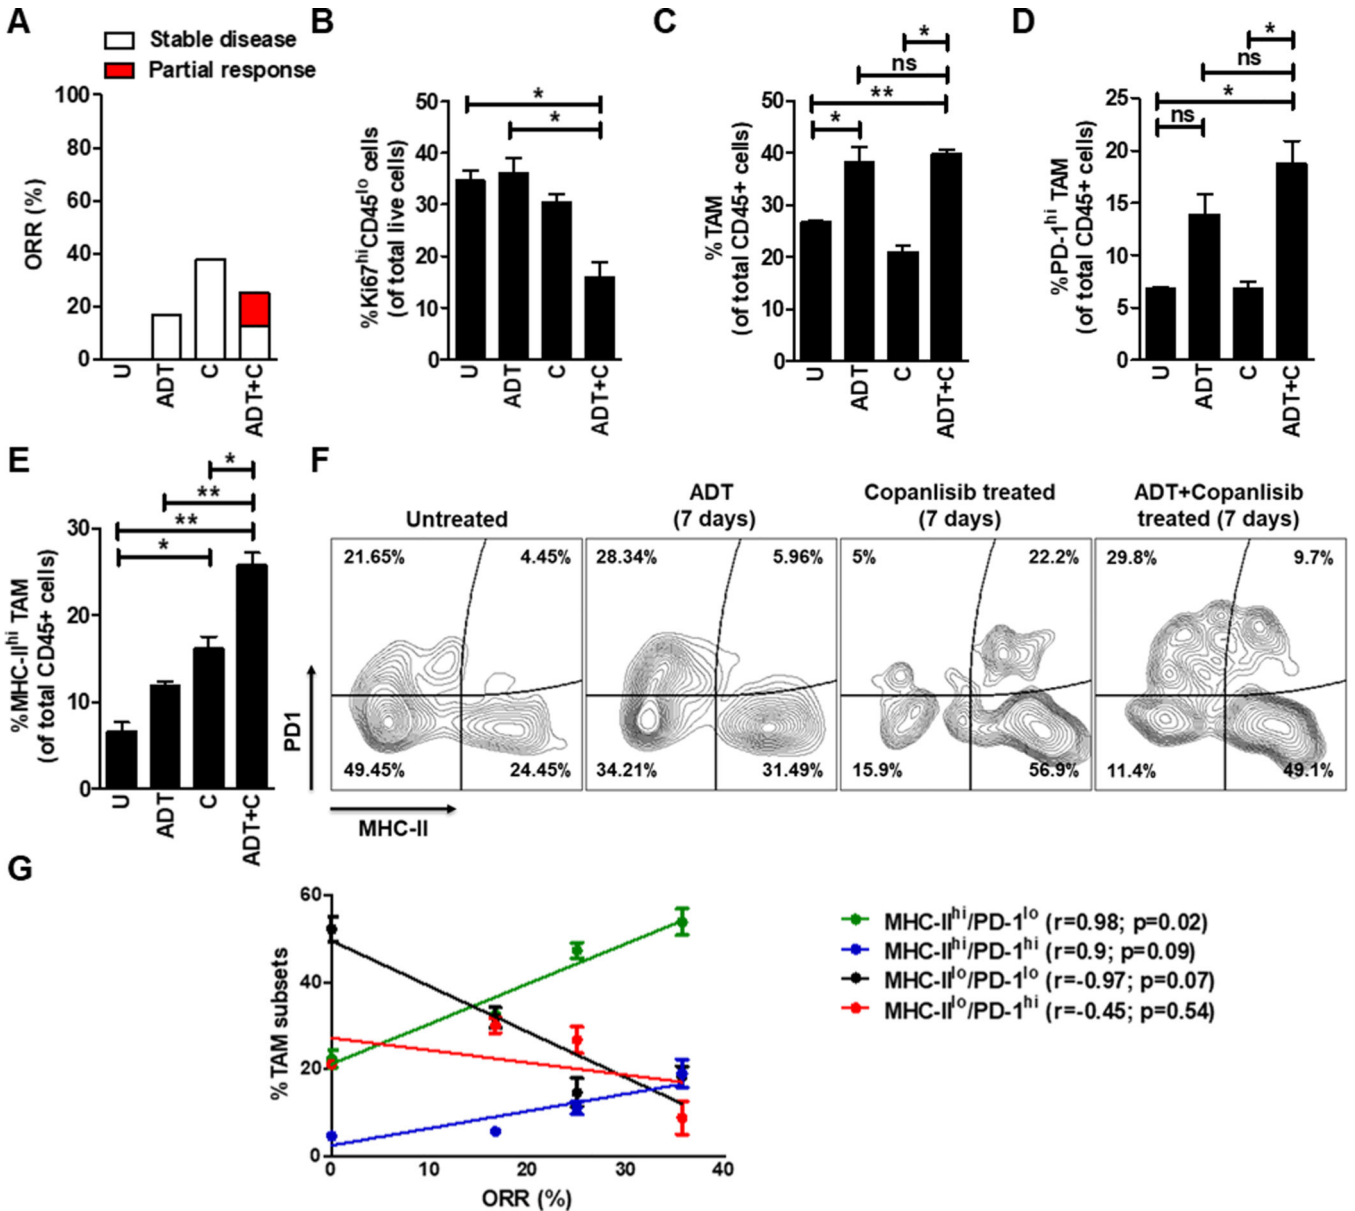 A
Stable disease
Partial response
ORR (%)
100
80
60
40
20
0
U
ADT
C
ADT+C
B
%Ki67hiCD45lo cells
(of total live cells)
50
40
30
20
10
0
*
*
U
ADT
C
ADT+C
C
%TAM
(of total CD45+ cells)
50
40
30
20
10
0
*
ns
**
*
U
ADT
C
ADT+C
D
%PD-1hi TAM
(of total CD45+ cells)
25
20
15
10
5
0
*
ns
*
ns
U
ADT
C
ADT+C
E
%MHC-IIhi TAM
(of total CD45+ cells)
30
20
10
0
*
**
**
*
U
ADT
C
ADT+C
F
Untreated
21.65% 4.45%
49.45% 24.45%
ADT
(7 days)
28.34% 5.96%
34.21% 31.49%
Copanlisib treated
(7 days)
5% 22.2%
15.9% 56.9%
ADT+Copanlisib
treated (7 days)
29.8% 9.7%
11.4% 49.1%
PD1
MHC-II
G
% TAM subsets
60
40
20
0
0 10 20 30 40
ORR (%)
MHC-IIhi/PD-1lo (r=0.98; p=0.02)
MHC-IIhi/PD-1hi (r=0.9; p=0.09)
MHC-IIlo/PD-1lo (r=-0.97; p=0.07)
MHC-IIlo/PD-1hi (r=-0.45; p=0.54)